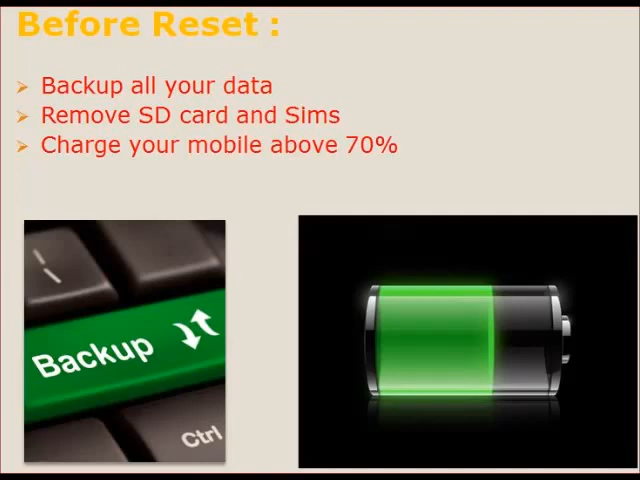 Before Reset :
Backup all your data
Remove SD card and Sims
Charge your mobile above 70%
Backup
Ctrl